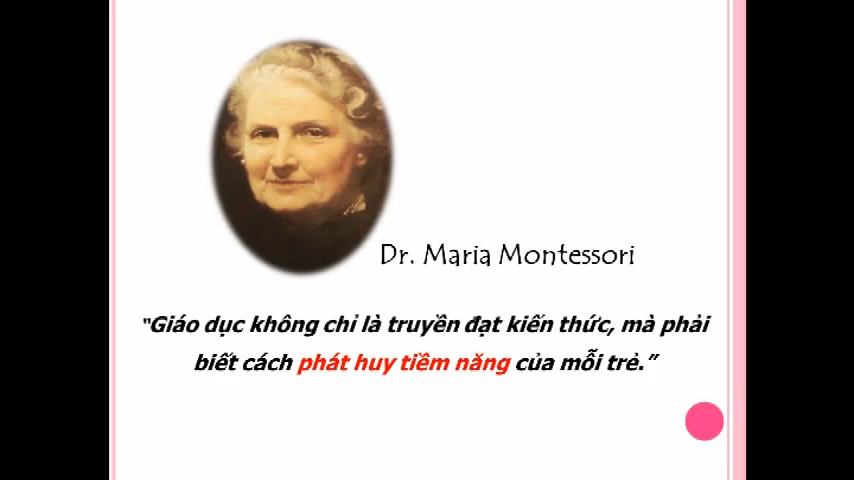 Dr. Maria Montessori
"Giáo dục không chỉ là truyền đạt kiến thức, mà phải
biết cách phát huy tiềm năng của mỗi trẻ.”